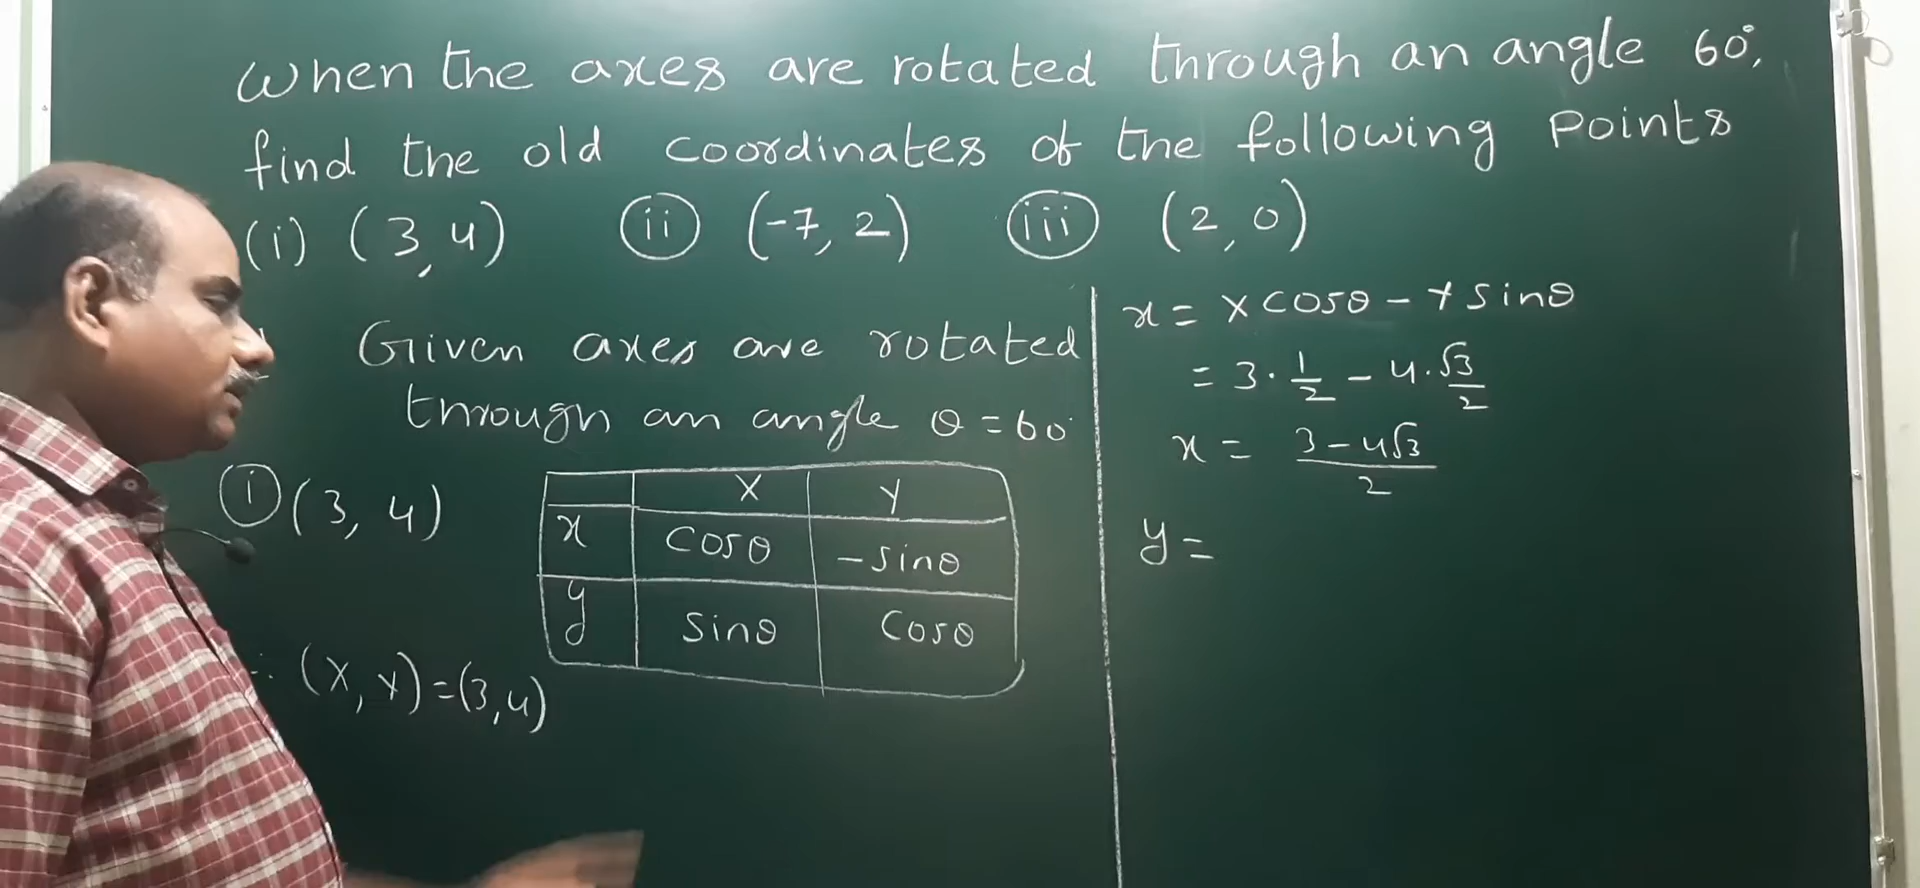 When the axes are rotated through an angle 60°,
find the old coordinates of the following points
(i) (3, 4) (ii) (-7, 2) (iii) (2, 0)
Given axes are rotated
through an angle θ = 60°
(i) (3, 4)
X Y
x cosθ -sinθ
y sinθ cosθ
∴ (X, Y) = (3, 4)
x = X cosθ - Y sinθ
= 3 · 1/2 - 4 · √3/2
x = (3 - 4√3)/2
y =